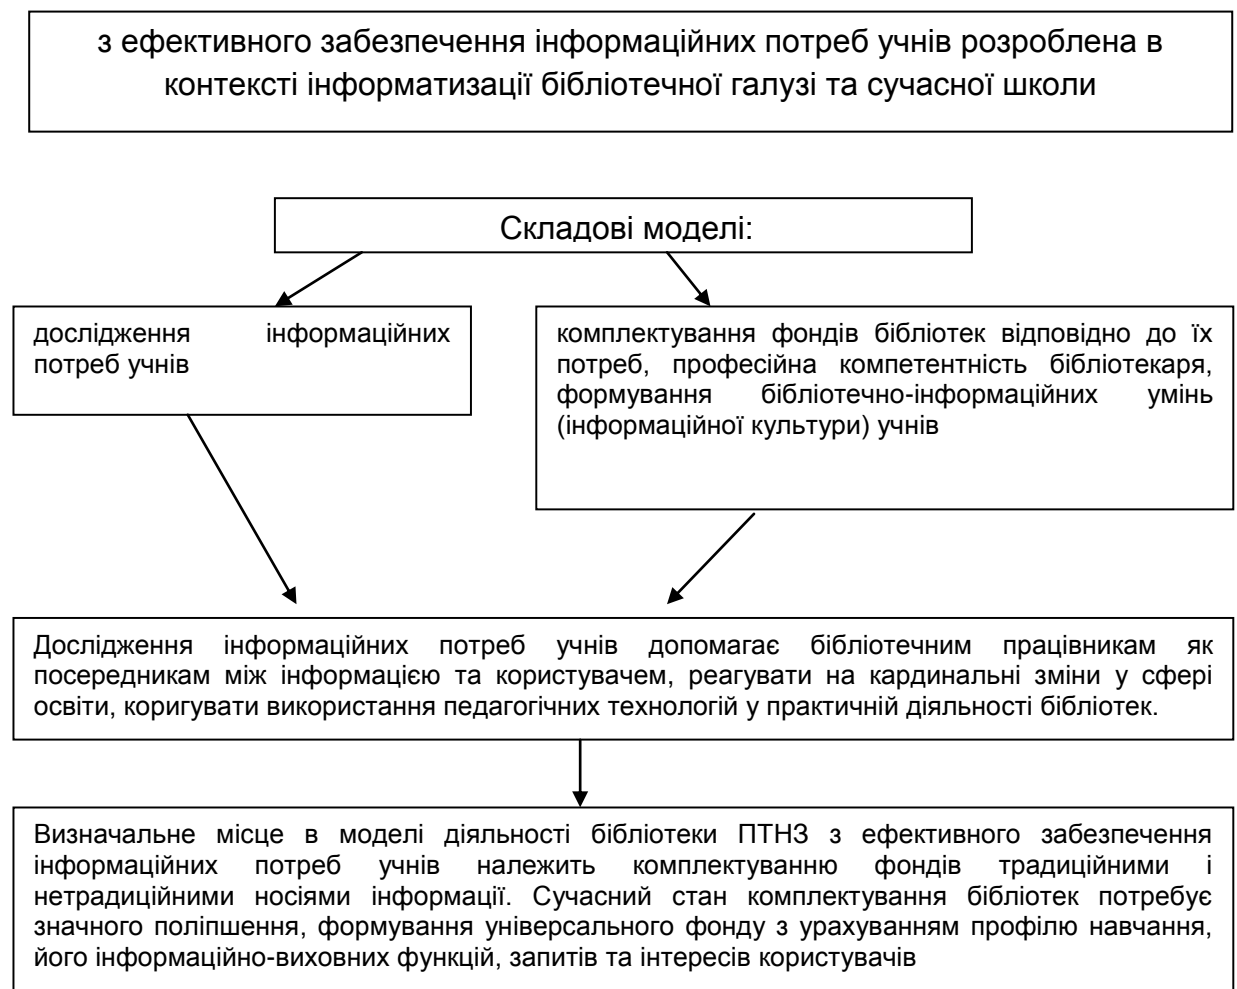 з ефективного забезпечення інформаційних потреб учнів розроблена в
контексті інформатизації бібліотечної галузі та сучасної школи
Складові моделі:
дослідження інформаційних
потреб учнів
комплектування фондів бібліотек відповідно до їх
потреб, професійна компетентність бібліотекаря,
формування бібліотечно-інформаційних умінь
(інформаційної культури) учнів
Дослідження інформаційних потреб учнів допомагає бібліотечним працівникам як
посередникам між інформацією та користувачем, реагувати на кардинальні зміни у сфері
освіти, коригувати використання педагогічних технологій у практичній діяльності бібліотек.
Визначальне місце в моделі діяльності бібліотеки ПТНЗ з ефективного забезпечення
інформаційних потреб учнів належить комплектуванню фондів традиційними і
нетрадиційними носіями інформації. Сучасний стан комплектування бібліотек потребує
значного поліпшення, формування універсального фонду з урахуванням профілю навчання,
його інформаційно-виховних функцій, запитів та інтересів користувачів